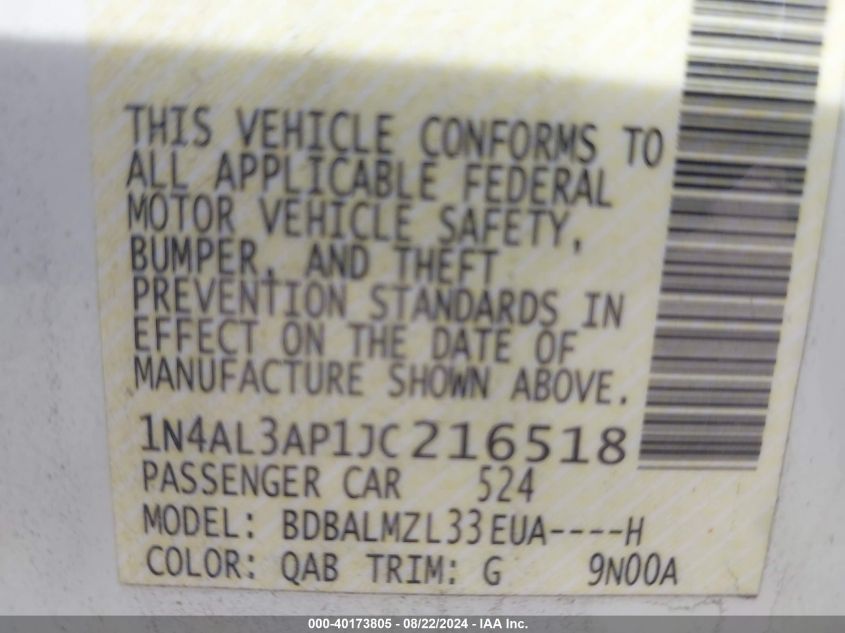 THIS VEHICLE CONFORMS TO
ALL APPLICABLE FEDERAL
MOTOR VEHICLE SAFETY,
BUMPER, AND THEFT
PREVENTION STANDARDS IN
EFFECT ON THE DATE OF
MANUFACTURE SHOWN ABOVE.
1N4AL3AP1JC216518
PASSENGER CAR 524
MODEL: BDBALMZL33EUA----H
COLOR: QAB TRIM: G 9N00A
000-40173805 - 08/22/2024 - IAA Inc.